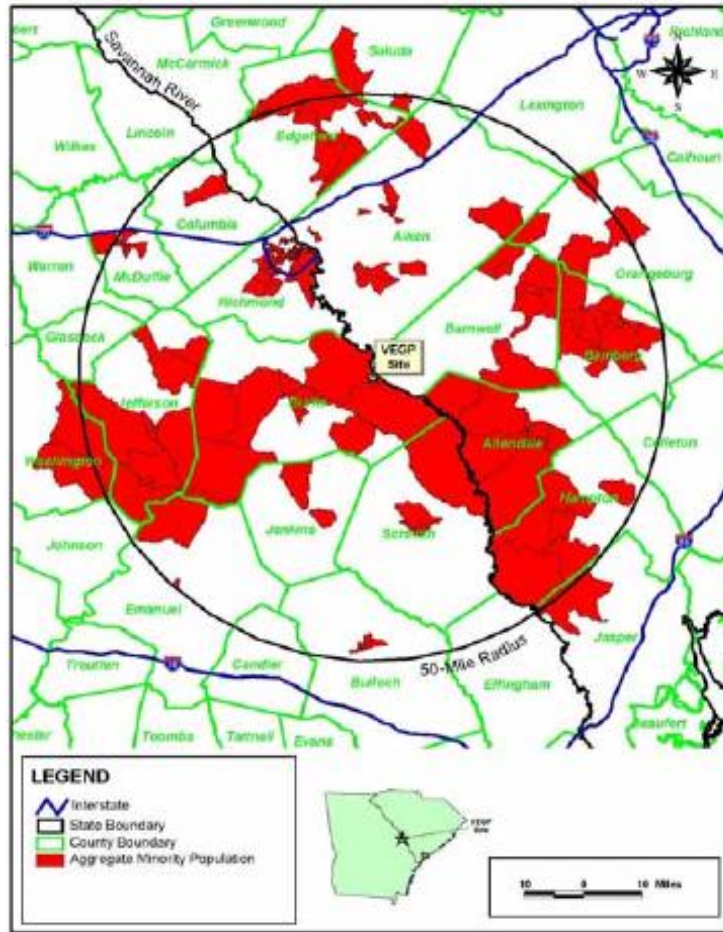 Greenwood
Richland
Saluda
McCormick
Savannah River
N
W E
S
Lexington
Lincoln
Edgefield
Wilkes
Calhoun
Columbia
Aiken
Warren
McDuffie
Orangeburg
Richmond
Glascock
Barnwell
VEGP
Site
Bamberg
Jefferson
Burke
Allendale
Colleton
Washington
Hampton
Jenkins
Screven
Johnson
Emanuel
Jasper
50-Mile Radius
Treutlen
Candler
Bulloch
Effingham
Beaufort
Toombs
Tattnall
Evans
LEGEND
Interstate
State Boundary
County Boundary
Aggregate Minority Population
VEGP
Site
10 0 10 Miles